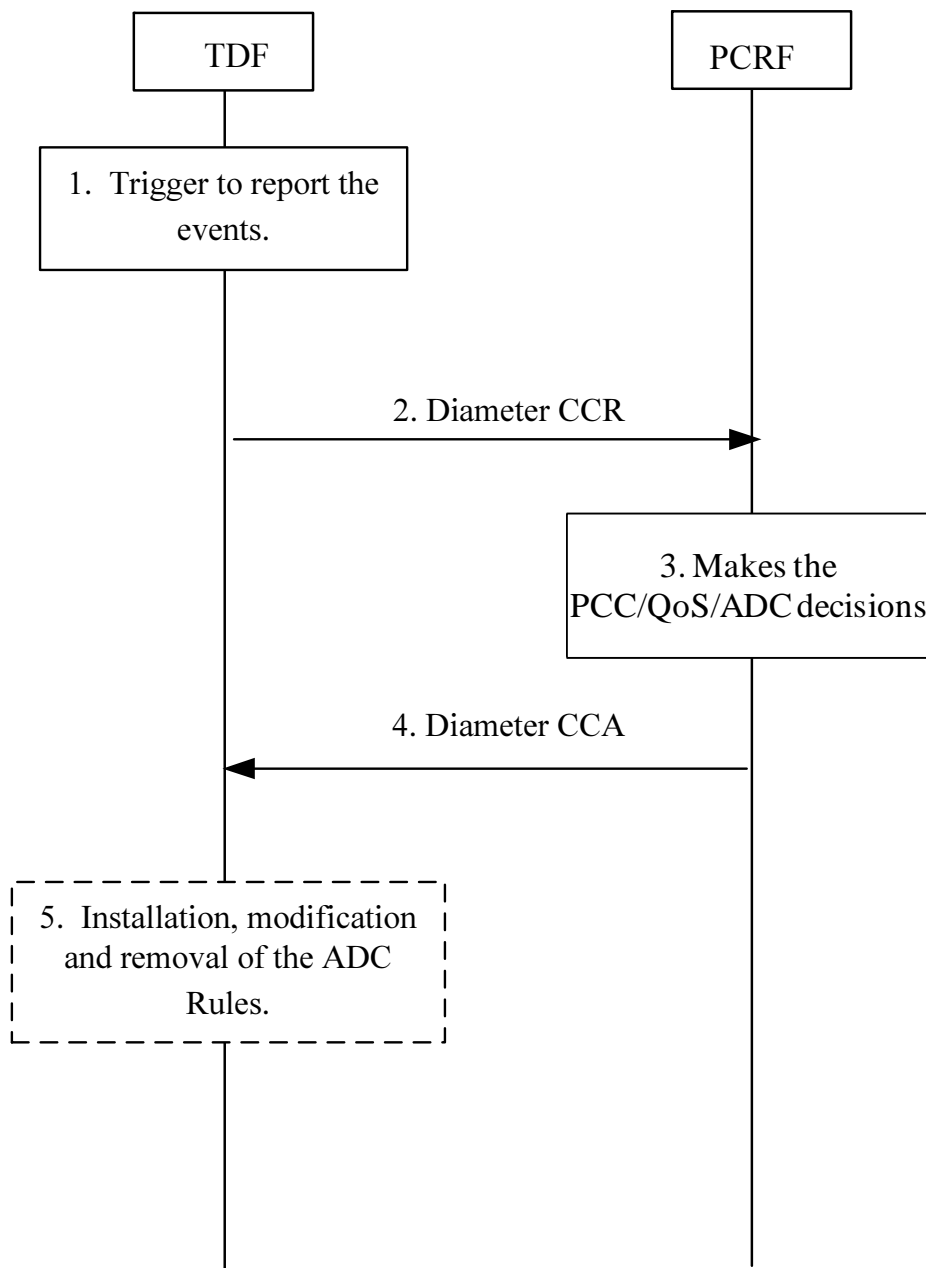 TDF
PCRF
1. Trigger to report the
events.
2. Diameter CCR
3. Makes the
PCC/QoS/ADC decisions
4. Diameter CCA
5. Installation, modification
and removal of the ADC
Rules.